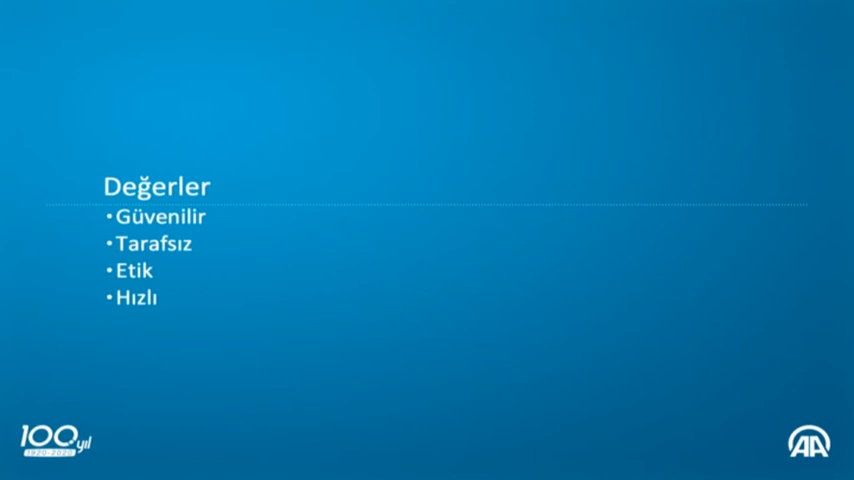 Değerler
•Güvenilir
•Tarafsız
•Etik
•Hızlı
100.yıl
1920-2020
AA